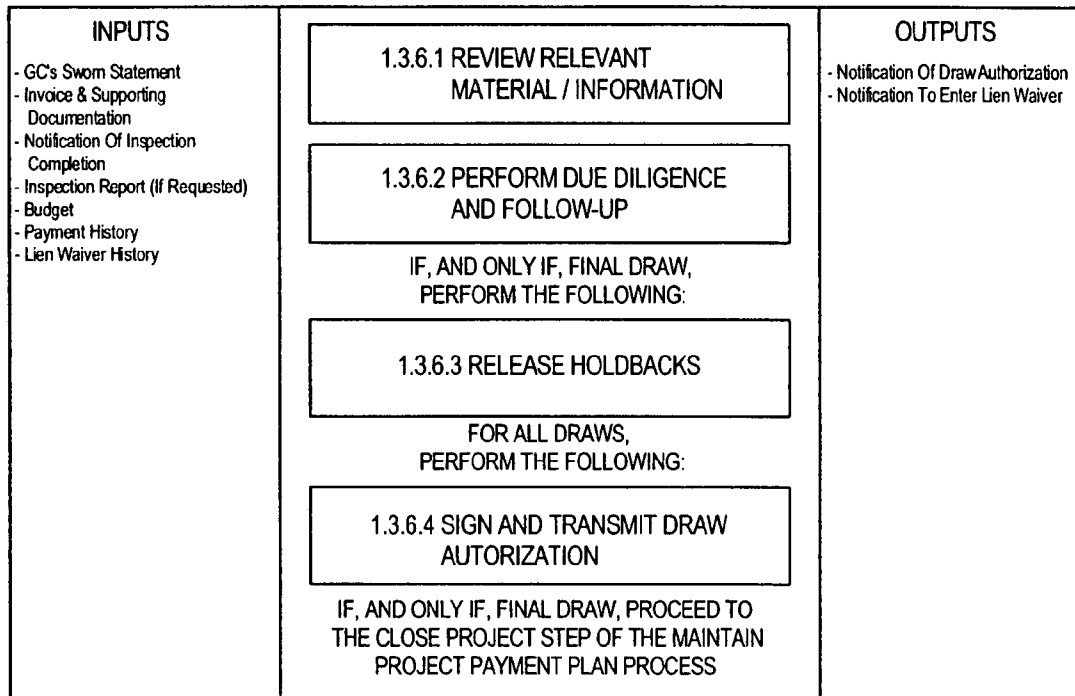 INPUTS
- GC's Sworn Statement
- Invoice & Supporting
Documentation
- Notification Of Inspection
Completion
- Inspection Report (If Requested)
- Budget
- Payment History
- Lien Waiver History
1.3.6.1 REVIEW RELEVANT
MATERIAL / INFORMATION
1.3.6.2 PERFORM DUE DILIGENCE
AND FOLLOW-UP
IF, AND ONLY IF, FINAL DRAW,
PERFORM THE FOLLOWING:
1.3.6.3 RELEASE HOLDBACKS
FOR ALL DRAWS,
PERFORM THE FOLLOWING:
1.3.6.4 SIGN AND TRANSMIT DRAW
AUTORIZATION
IF, AND ONLY IF, FINAL DRAW, PROCEED TO
THE CLOSE PROJECT STEP OF THE MAINTAIN
PROJECT PAYMENT PLAN PROCESS
OUTPUTS
- Notification Of Draw Authorization
- Notification To Enter Lien Waiver